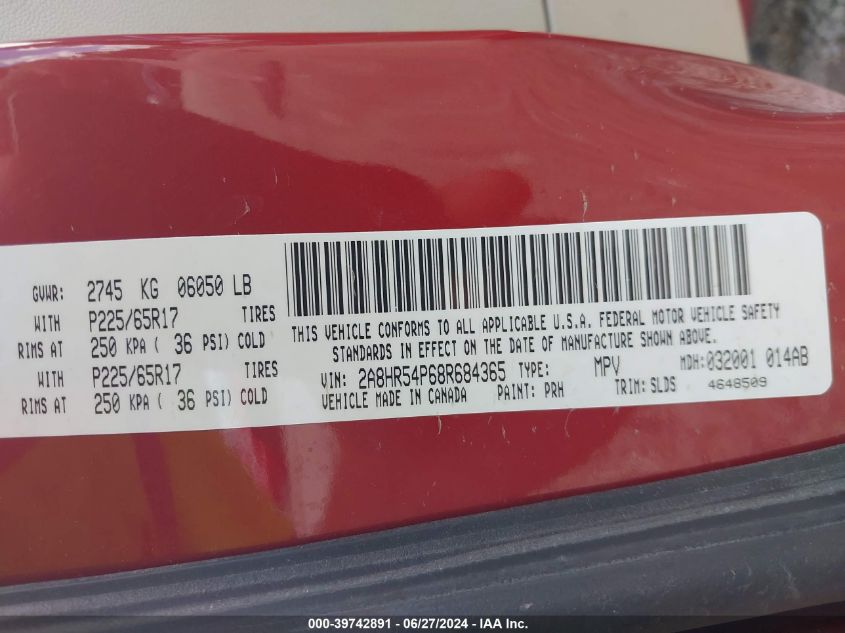 GVWR: 2745 KG 06050 LB
WITH P225/65R17 TIRES
RIMS AT 250 KPA ( 36 PSI) COLD
WITH P225/65R17 TIRES
RIMS AT 250 KPA ( 36 PSI) COLD
THIS VEHICLE CONFORMS TO ALL APPLICABLE U.S.A. FEDERAL MOTOR VEHICLE SAFETY
STANDARDS IN EFFECT ON THE DATE OF MANUFACTURE SHOWN ABOVE.
VIN: 2A8HR54P68R684365 TYPE: MPV MDH:032001 014AB
VEHICLE MADE IN CANADA PAINT: PRH TRIM: SLDS 4648509
000-39742891 - 06/27/2024 - IAA Inc.